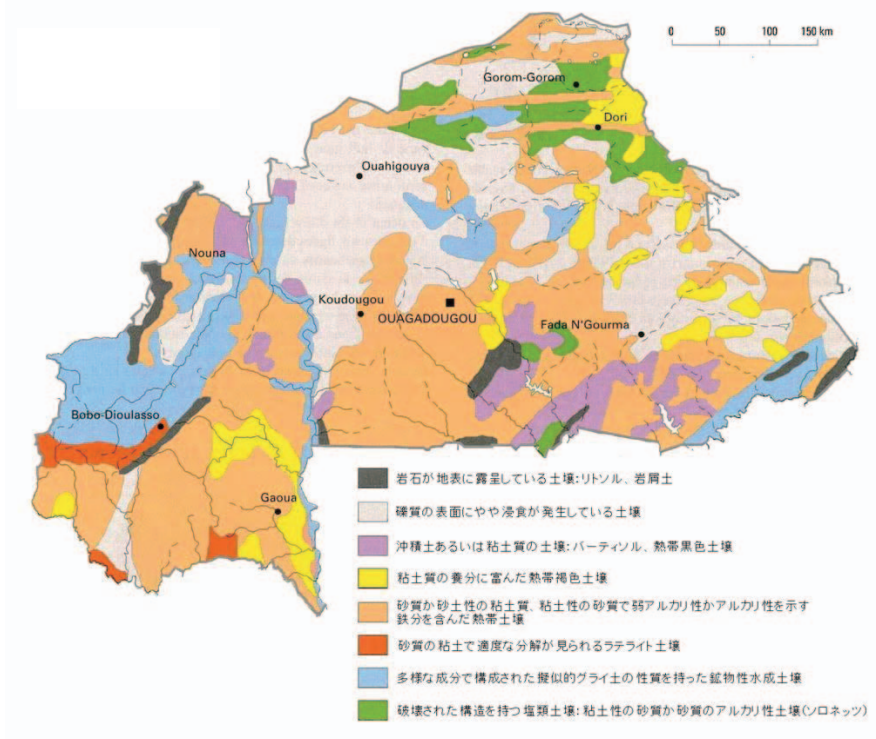 0 50 100 150 km
Gorom-Gorom
Dori
Ouahigouya
Nouna
Koudougou
OUAGADOUGOU
Fada N'Gourma
Bobo-Dioulasso
Gaoua
岩石が地表に露呈している土壌：リトソル、岩屑土
礫質の表面にやや浸食が発生している土壌
沖積土あるいは粘土質の土壌：バーティソル、熱帯黒色土壌
粘土質の養分に富んだ熱帯褐色土壌
砂質か砂土性の粘土質、粘土性の砂質で弱アルカリ性かアルカリ性を示す
鉄分を含んだ熱帯土壌
砂質の粘土で適度な分解が見られるラテライト土壌
多様な成分で構成された擬似的グライ土の性質を持った鉱物性水成土壌
破壊された構造を持つ塩類土壌：粘土性の砂質か砂質のアルカリ性土壌（ソロネッツ）